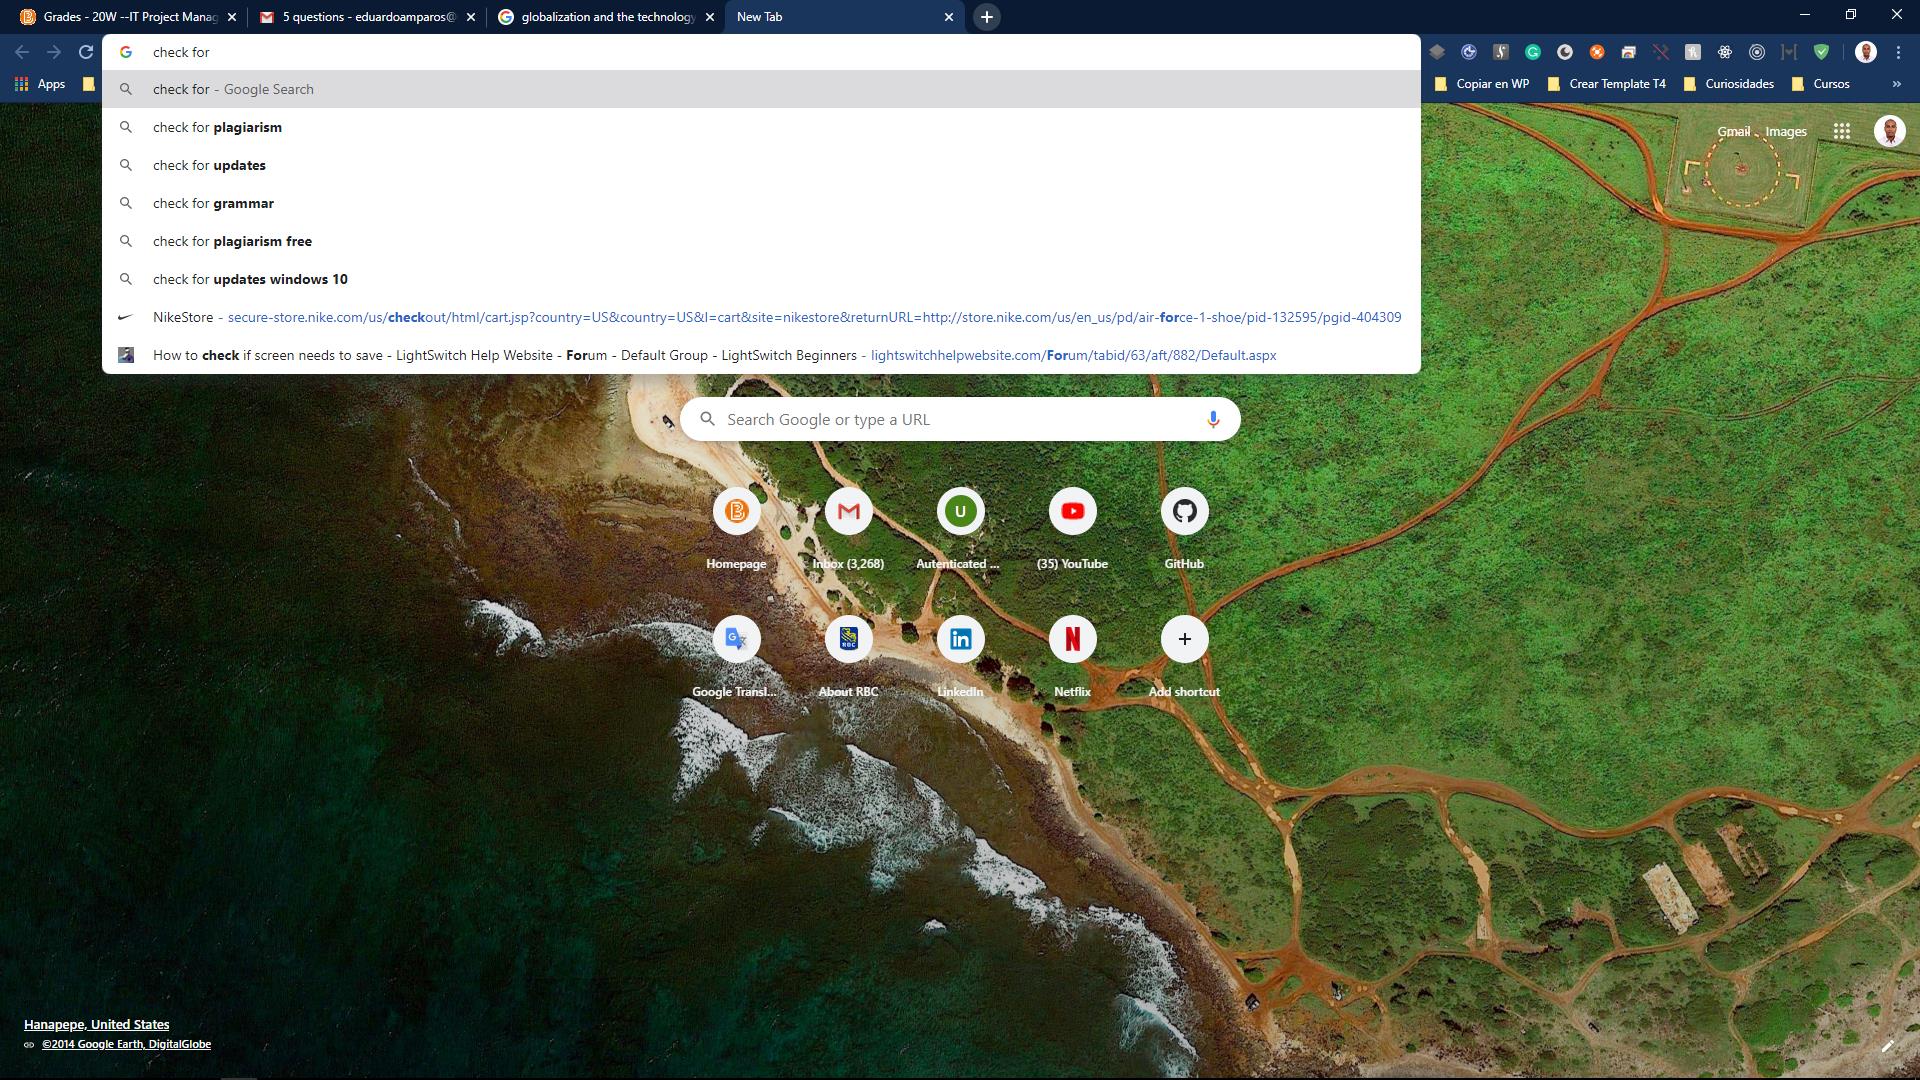 Grades - 20W --IT Project Manag
5 questions - eduardoamparos@
globalization and the technology
New Tab
check for
Apps
Copiar en WP
Crear Template T4
Curiosidades
Cursos
»
check for - Google Search
check for plagiarism
check for updates
check for grammar
check for plagiarism free
check for updates windows 10
NikeStore - secure-store.nike.com/us/checkout/html/cart.jsp?country=US&country=US&l=cart&site=nikestore&returnURL=http://store.nike.com/us/en_us/pd/air-force-1-shoe/pid-132595/pgid-404309
How to check if screen needs to save - LightSwitch Help Website - Forum - Default Group - LightSwitch Beginners - lightswitchhelpwebsite.com/Forum/tabid/63/aft/882/Default.aspx
Gmail Images
Search Google or type a URL
U
Homepage
Inbox (3,268)
Autenticated ...
(35) YouTube
GitHub
Google Transl...
About RBC
LinkedIn
Netflix
Add shortcut
Hanapepe, United States
©2014 Google Earth, DigitalGlobe